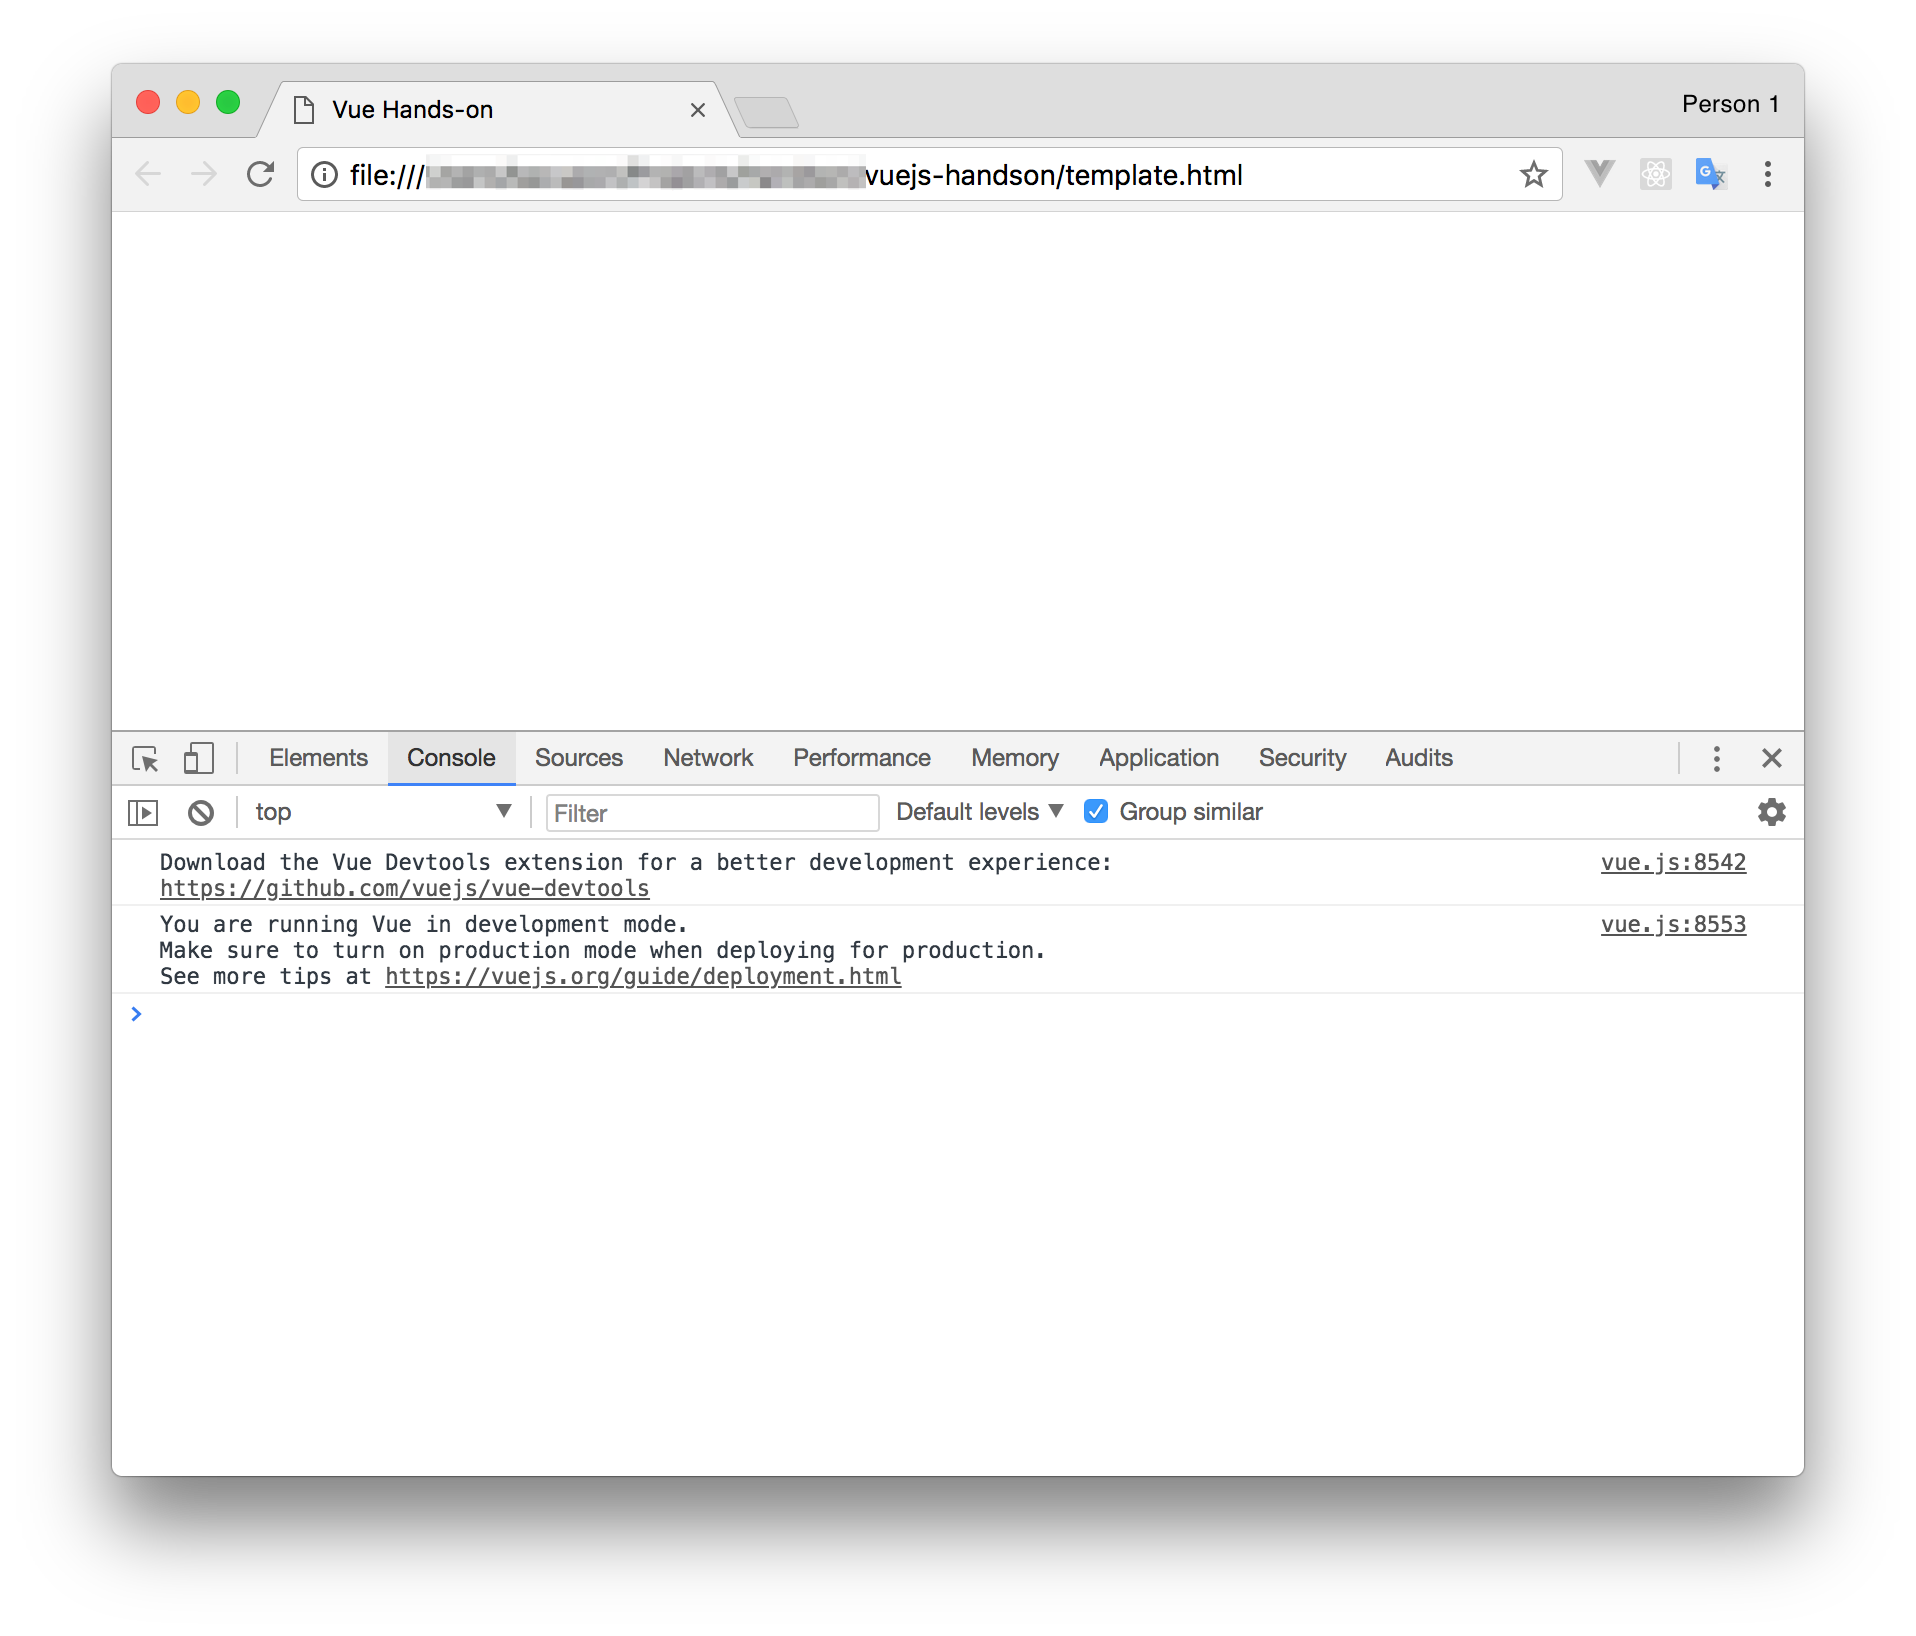 Vue Hands-on
Person 1
file:///
vuejs-handson/template.html
Elements Console Sources Network Performance Memory Application Security Audits
top Filter Default levels Group similar
Download the Vue Devtools extension for a better development experience: vue.js:8542
https://github.com/vuejs/vue-devtools
You are running Vue in development mode. vue.js:8553
Make sure to turn on production mode when deploying for production.
See more tips at https://vuejs.org/guide/deployment.html